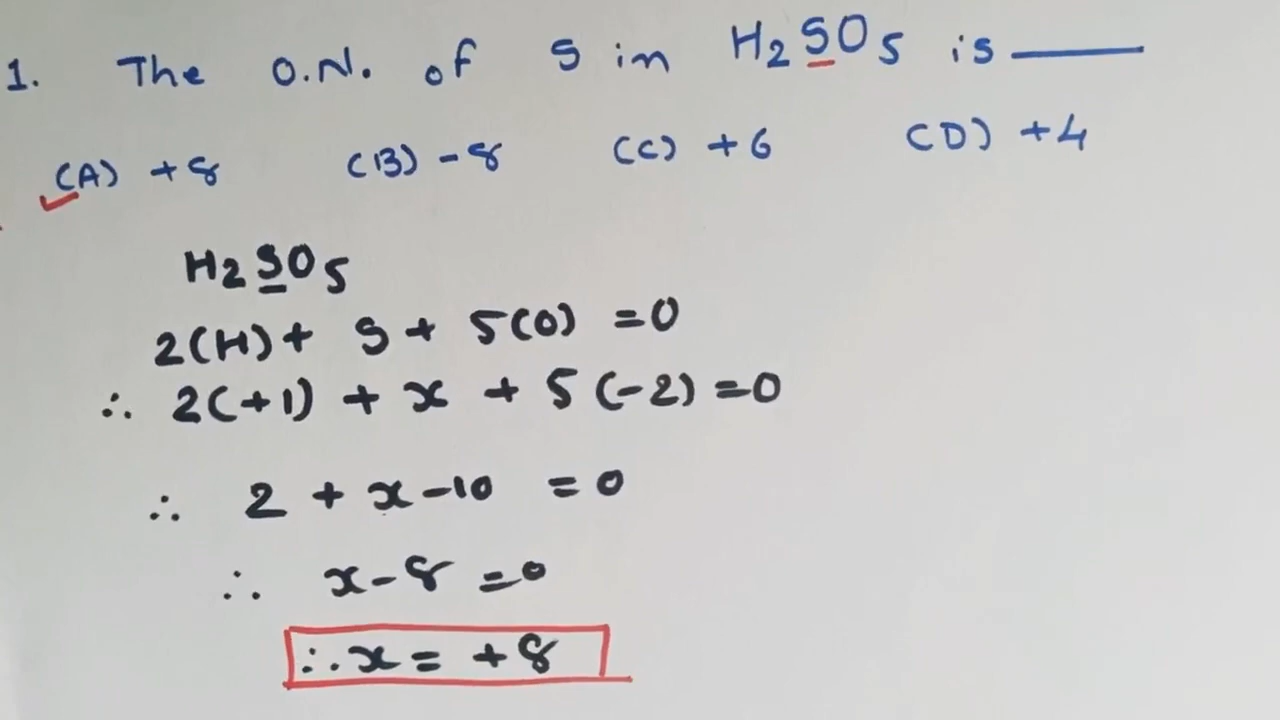 1. The O.N. of S in H₂SO₅ is ———
(A) +8 (B) -8 (C) +6 (D) +4
H₂SO₅
2(H)+ S + 5(O) =0
∴ 2(+1) + x + 5(-2)=0
∴ 2 + x-10 =0
∴ x-8 =0
∴x= +8